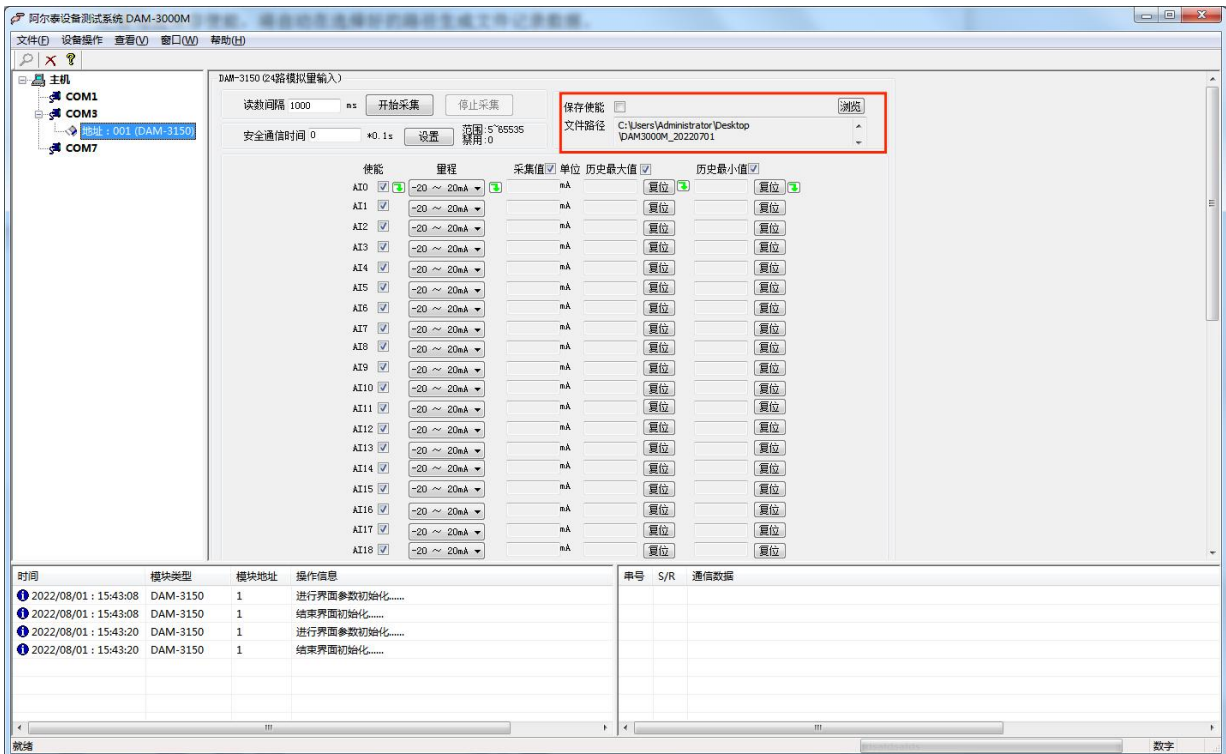 阿尔泰设备测试系统 DAM-3000M
文件(F) 设备操作 查看(V) 窗口(W) 帮助(H)
主机
COM1
COM3
地址：001 (DAM-3150)
COM7
DAM-3150(24路模拟量输入)
读数间隔 1000 ms 开始采集 停止采集
安全通信时间 0 *0.1s 设置 范围:5~65535
禁用:0
保存使能 浏览
文件路径 C:\Users\Administrator\Desktop
\DAM3000M_20220701
使能 量程 采集值 单位 历史最大值 历史最小值
AI0 -20 ～ 20mA mA 复位 复位
AI1 -20 ～ 20mA mA 复位 复位
AI2 -20 ～ 20mA mA 复位 复位
AI3 -20 ～ 20mA mA 复位 复位
AI4 -20 ～ 20mA mA 复位 复位
AI5 -20 ～ 20mA mA 复位 复位
AI6 -20 ～ 20mA mA 复位 复位
AI7 -20 ～ 20mA mA 复位 复位
AI8 -20 ～ 20mA mA 复位 复位
AI9 -20 ～ 20mA mA 复位 复位
AI10 -20 ～ 20mA mA 复位 复位
AI11 -20 ～ 20mA mA 复位 复位
AI12 -20 ～ 20mA mA 复位 复位
AI13 -20 ～ 20mA mA 复位 复位
AI14 -20 ～ 20mA mA 复位 复位
AI15 -20 ～ 20mA mA 复位 复位
AI16 -20 ～ 20mA mA 复位 复位
AI17 -20 ～ 20mA mA 复位 复位
AI18 -20 ～ 20mA mA 复位 复位
时间 模块类型 模块地址 操作信息
2022/08/01：15:43:08 DAM-3150 1 进行界面参数初始化......
2022/08/01：15:43:08 DAM-3150 1 结束界面初始化......
2022/08/01：15:43:20 DAM-3150 1 进行界面参数初始化......
2022/08/01：15:43:20 DAM-3150 1 结束界面初始化......
串号 S/R 通信数据
就绪 数字